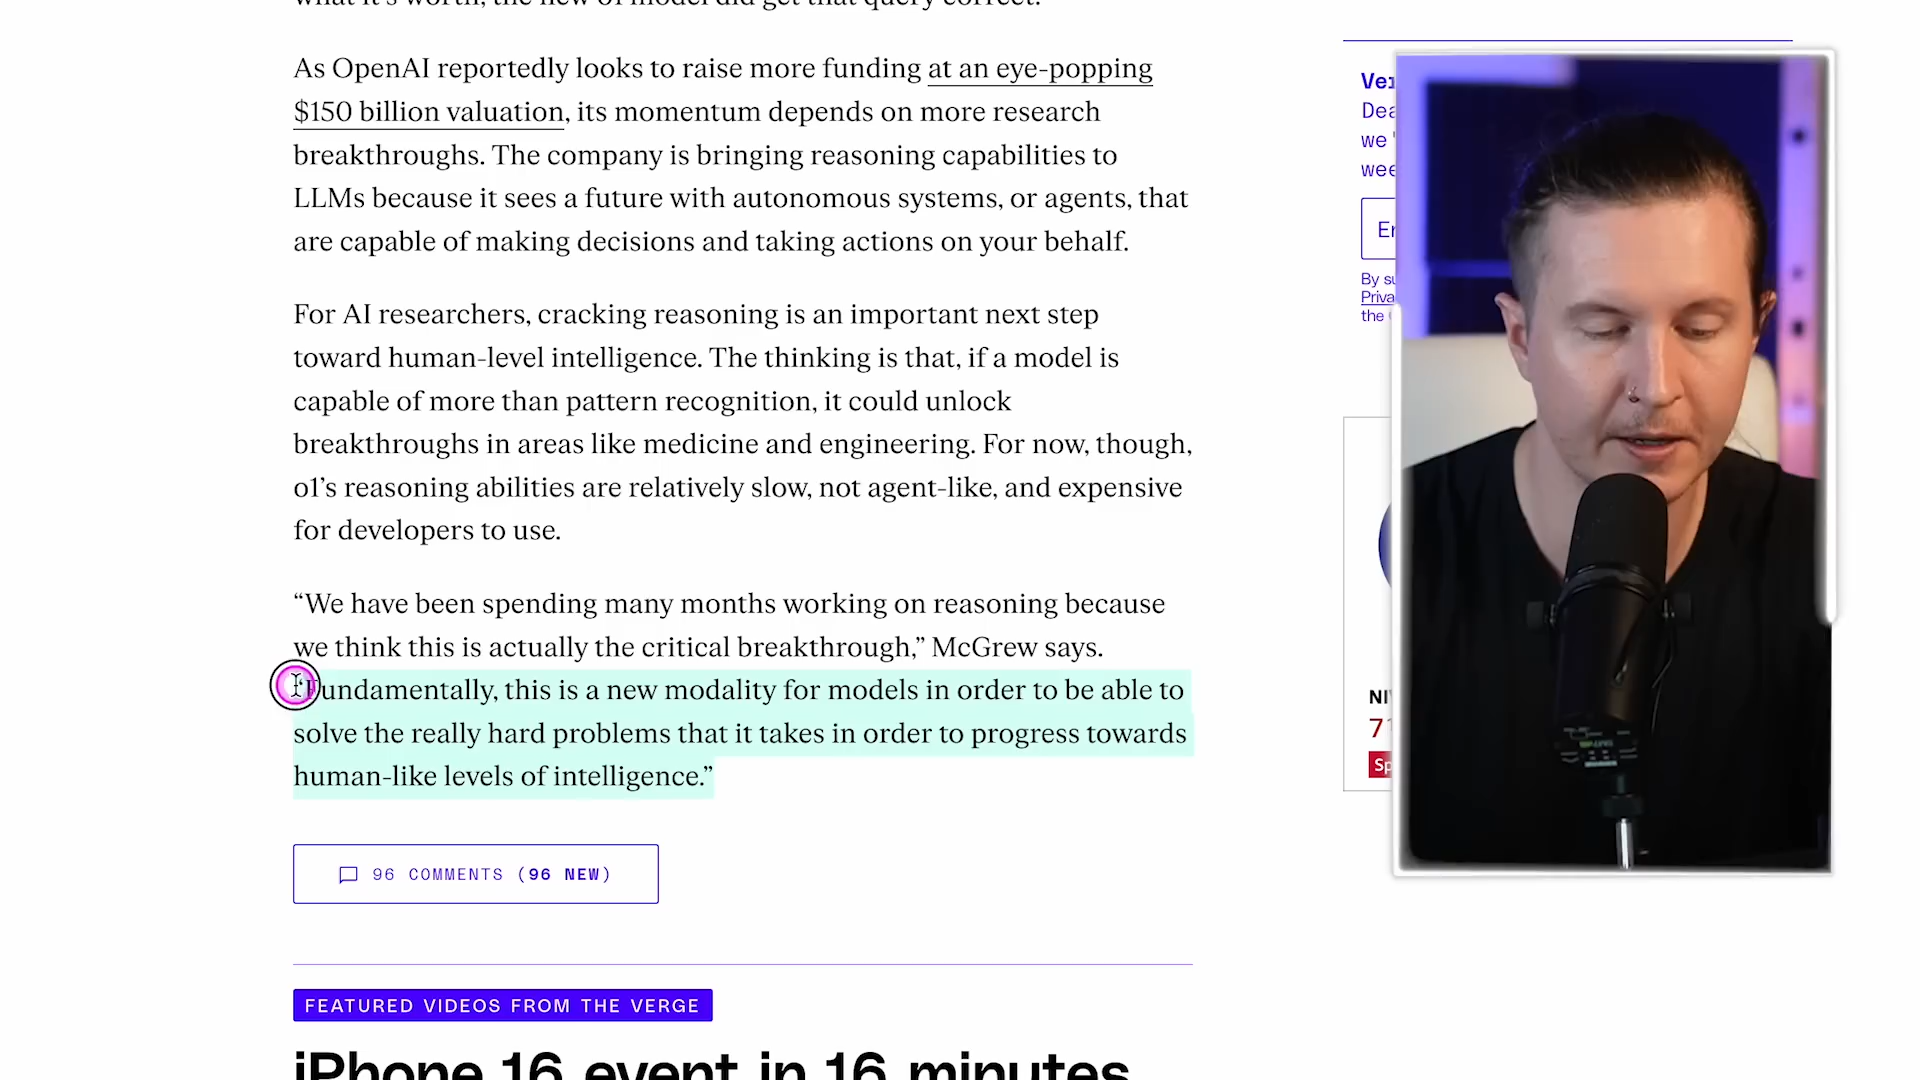 what it's worth, the new o1 model did get that query correct.
As OpenAI reportedly looks to raise more funding at an eye-popping
$150 billion valuation, its momentum depends on more research
breakthroughs. The company is bringing reasoning capabilities to
LLMs because it sees a future with autonomous systems, or agents, that
are capable of making decisions and taking actions on your behalf.
For AI researchers, cracking reasoning is an important next step
toward human-level intelligence. The thinking is that, if a model is
capable of more than pattern recognition, it could unlock
breakthroughs in areas like medicine and engineering. For now, though,
o1’s reasoning abilities are relatively slow, not agent-like, and expensive
for developers to use.
“We have been spending many months working on reasoning because
we think this is actually the critical breakthrough,” McGrew says.
“Fundamentally, this is a new modality for models in order to be able to
solve the really hard problems that it takes in order to progress towards
human-like levels of intelligence.”
96 COMMENTS (96 NEW)
FEATURED VIDEOS FROM THE VERGE
iPhone 16 event in 16 minutes
we'
By su
Priva
the
71
Sp